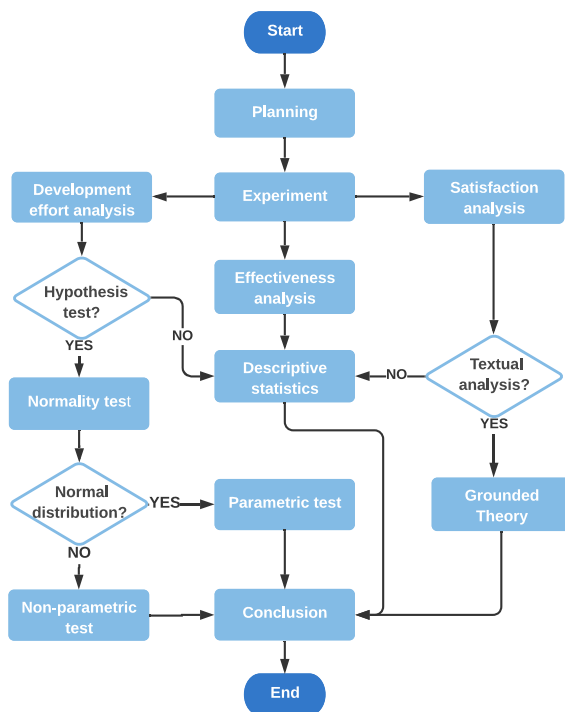 Start
Planning
Development
effort analysis
Experiment
Satisfaction
analysis
Hypothesis
test?
Effectiveness
analysis
NO
YES
Descriptive
statistics
NO
Textual
analysis?
YES
Normality test
Normal
distribution?
YES
Parametric test
Grounded
Theory
NO
Non-parametric
test
Conclusion
End